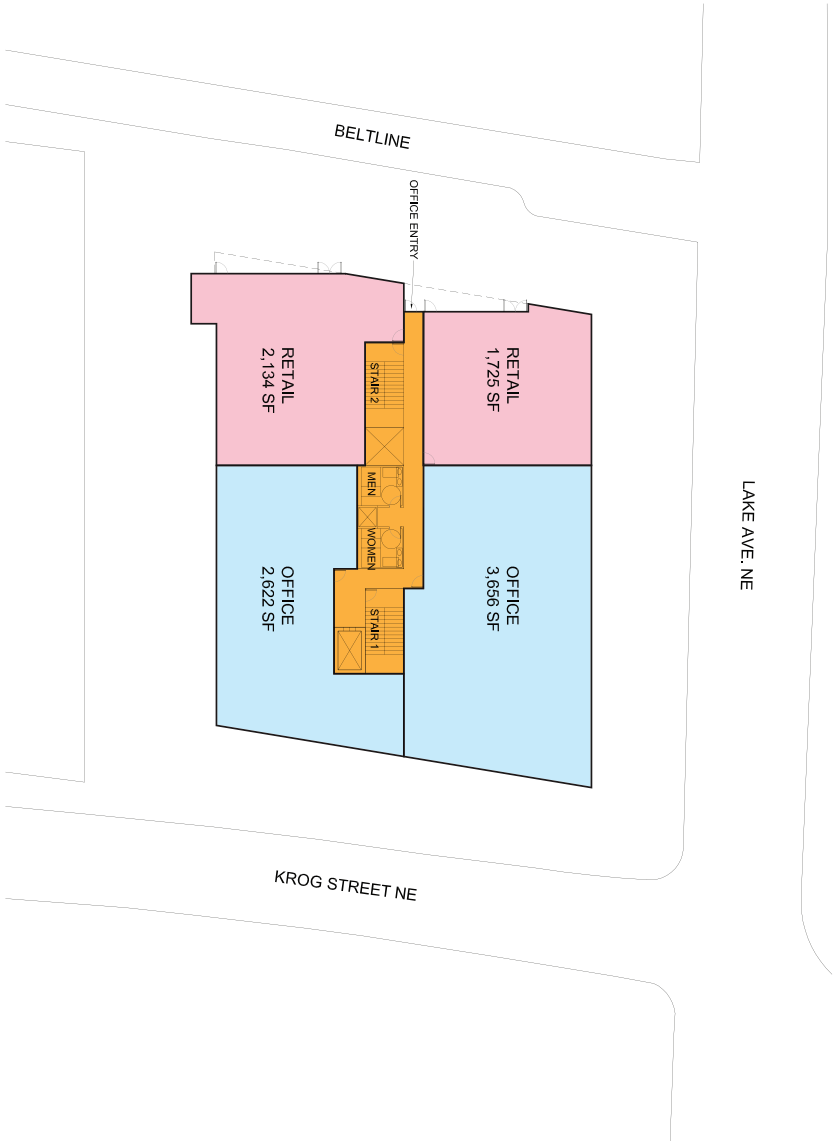 BELTLINE
OFFICE ENTRY
RETAIL
2,134 SF
STAIR 2
RETAIL
1,725 SF
MEN
WOMEN
OFFICE
2,622 SF
STAIR 1
OFFICE
3,656 SF
LAKE AVE. NE
KROG STREET NE